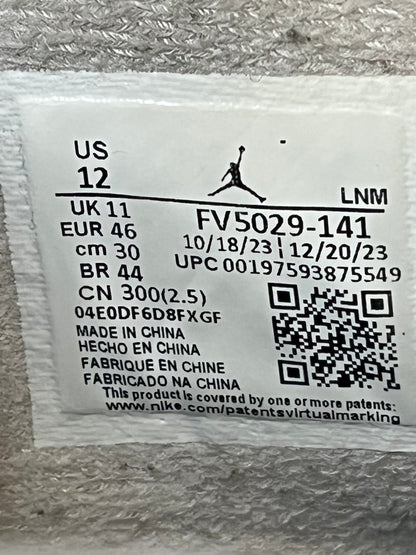 US
12
LNM
UK 11
EUR 46
cm 30
BR 44
CN 300(2.5)
04E0DF6D8FXGF
FV5029-141
10/18/23 | 12/20/23
UPC 00197593875549
MADE IN CHINA
HECHO EN CHINA
FABRIQUE EN CHINE
FABRICADO NA CHINA
This product is covered by one or more patents:
www.nike.com/patentsvirtualmarking